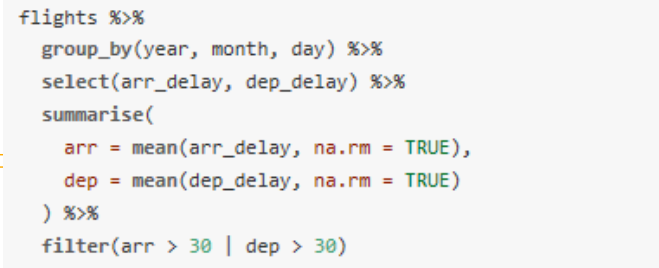 flights %>%
  group_by(year, month, day) %>%
  select(arr_delay, dep_delay) %>%
  summarise(
    arr = mean(arr_delay, na.rm = TRUE),
    dep = mean(dep_delay, na.rm = TRUE)
  ) %>%
  filter(arr > 30 | dep > 30)